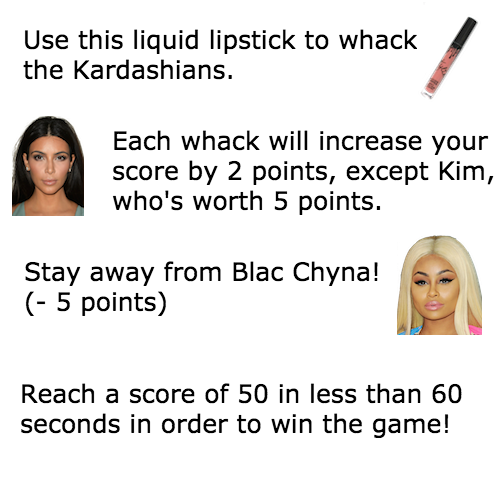 Use this liquid lipstick to whack
the Kardashians.
Each whack will increase your
score by 2 points, except Kim,
who's worth 5 points.
Stay away from Blac Chyna!
(- 5 points)
Reach a score of 50 in less than 60
seconds in order to win the game!